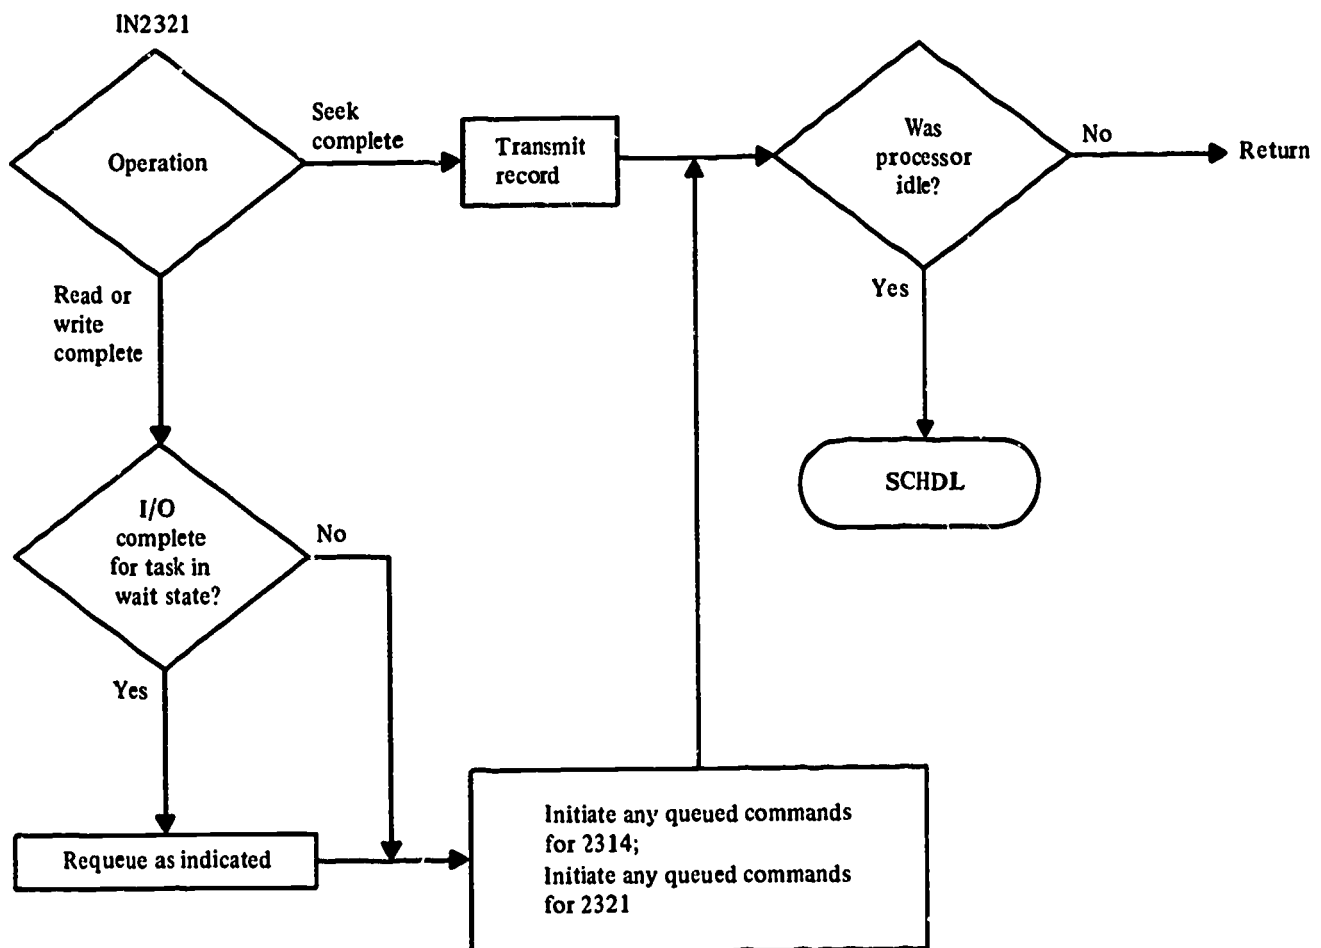 IN2321
Operation
Seek
complete
Transmit
record
Was
processor
idle?
No
Return
Yes
SCHDL
Read or
write
complete
I/O
complete
for task in
wait state?
No
Yes
Requeue as indicated
Initiate any queued commands
for 2314;
Initiate any queued commands
for 2321